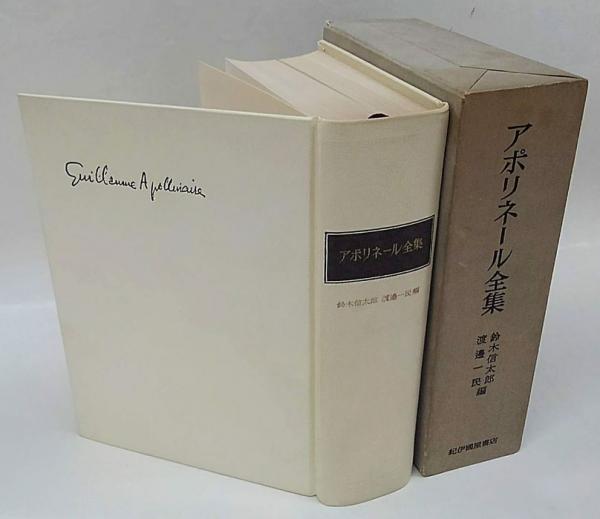 Guillaume Apollinaire
アポリネール全集
鈴木信太郎 渡邊一民編
アポリネール全集
鈴木信太郎
渡邊一民編
紀伊國屋書店